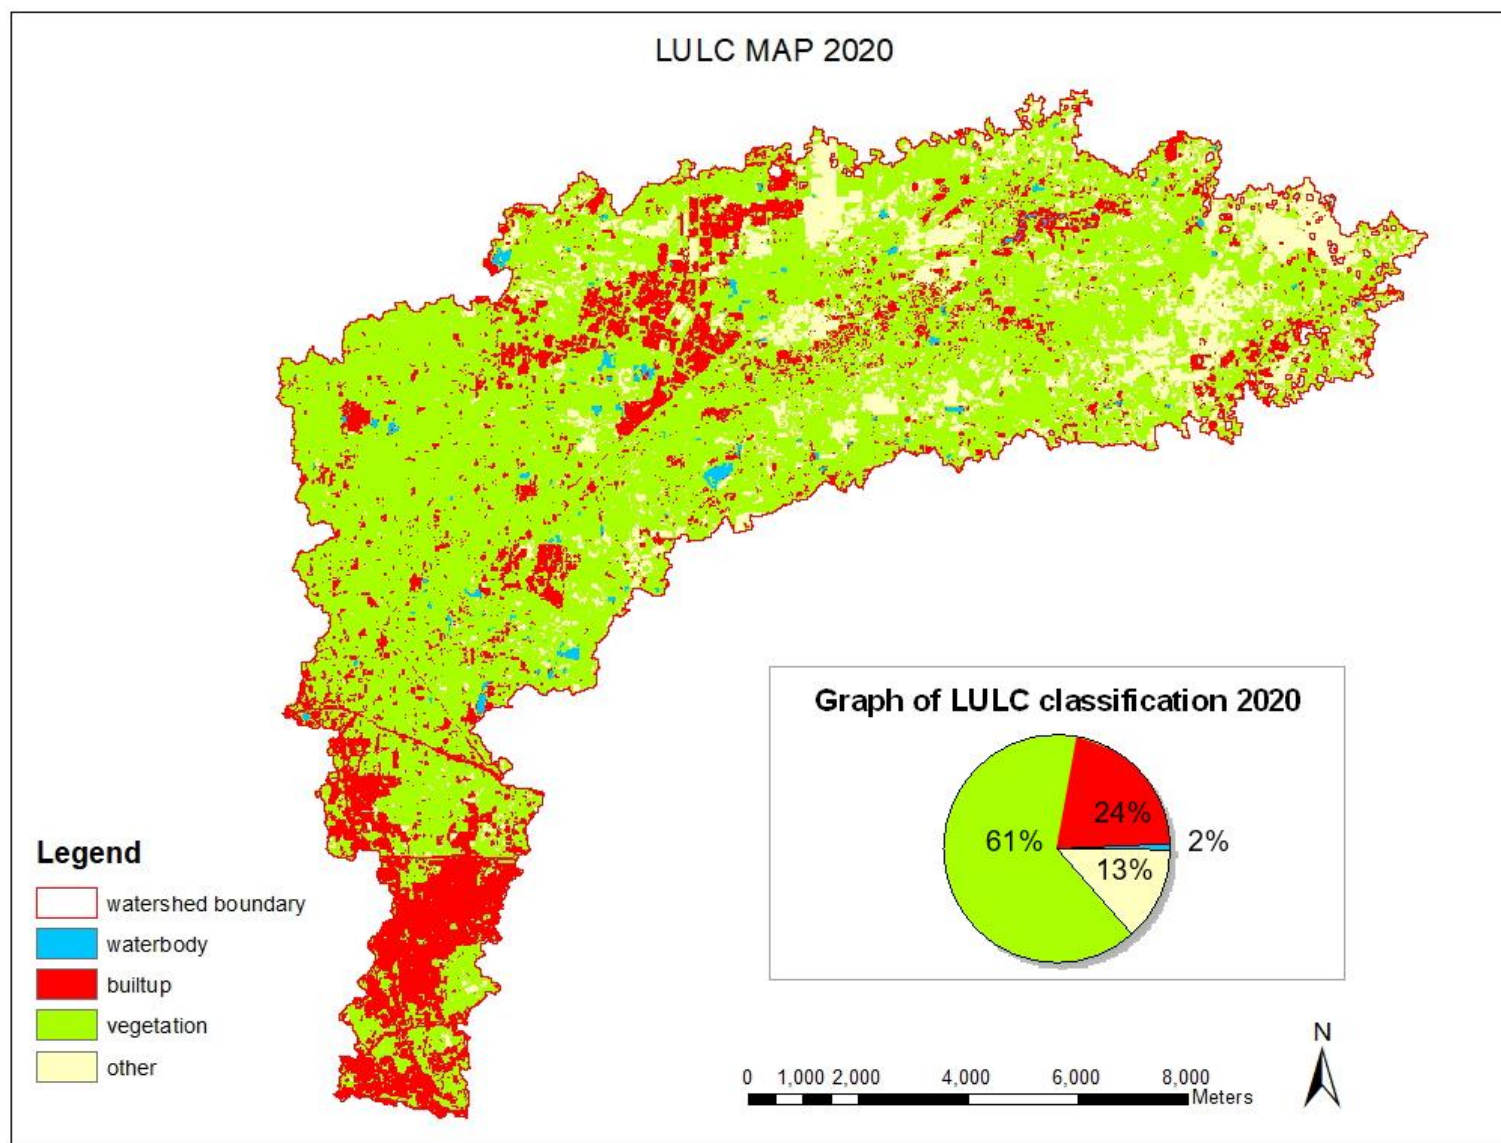 LULC MAP 2020
Graph of LULC classification 2020
24%
61%
2%
13%
Legend
watershed boundary
waterbody
builtup
vegetation
other
N
0 1,000 2,000 4,000 6,000 8,000
Meters